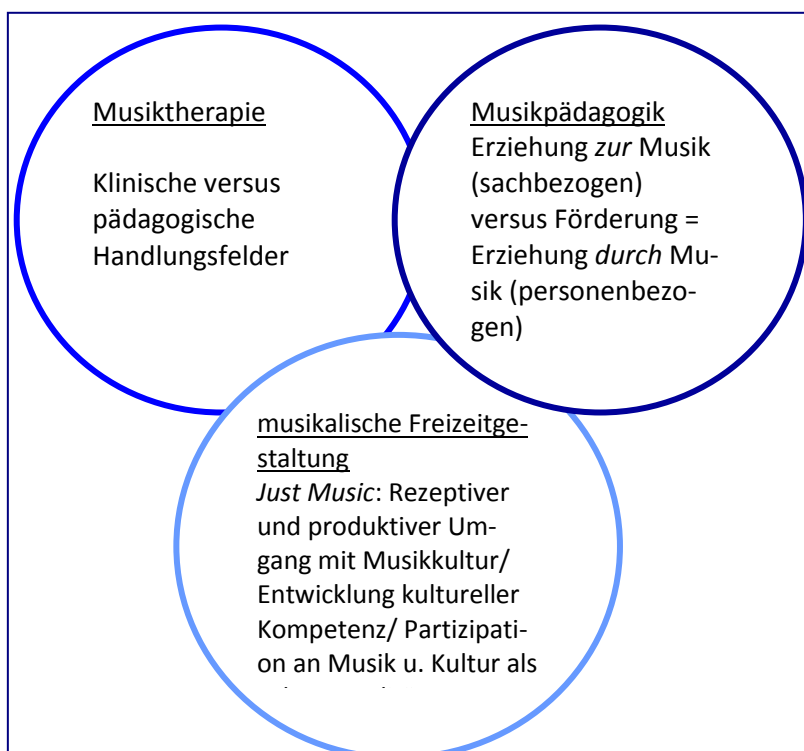 Musiktherapie
Klinische versus
pädagogische
Handlungsfelder
Musikpädagogik
Erziehung zur Musik
(sachbezogen)
versus Förderung =
Erziehung durch Mu-
sik (personenbezo-
gen)
musikalische Freizeitge-
staltung
Just Music: Rezeptiver
und produktiver Um-
gang mit Musikkultur/
Entwicklung kultureller
Kompetenz/ Partizipati-
on an Musik u. Kultur als